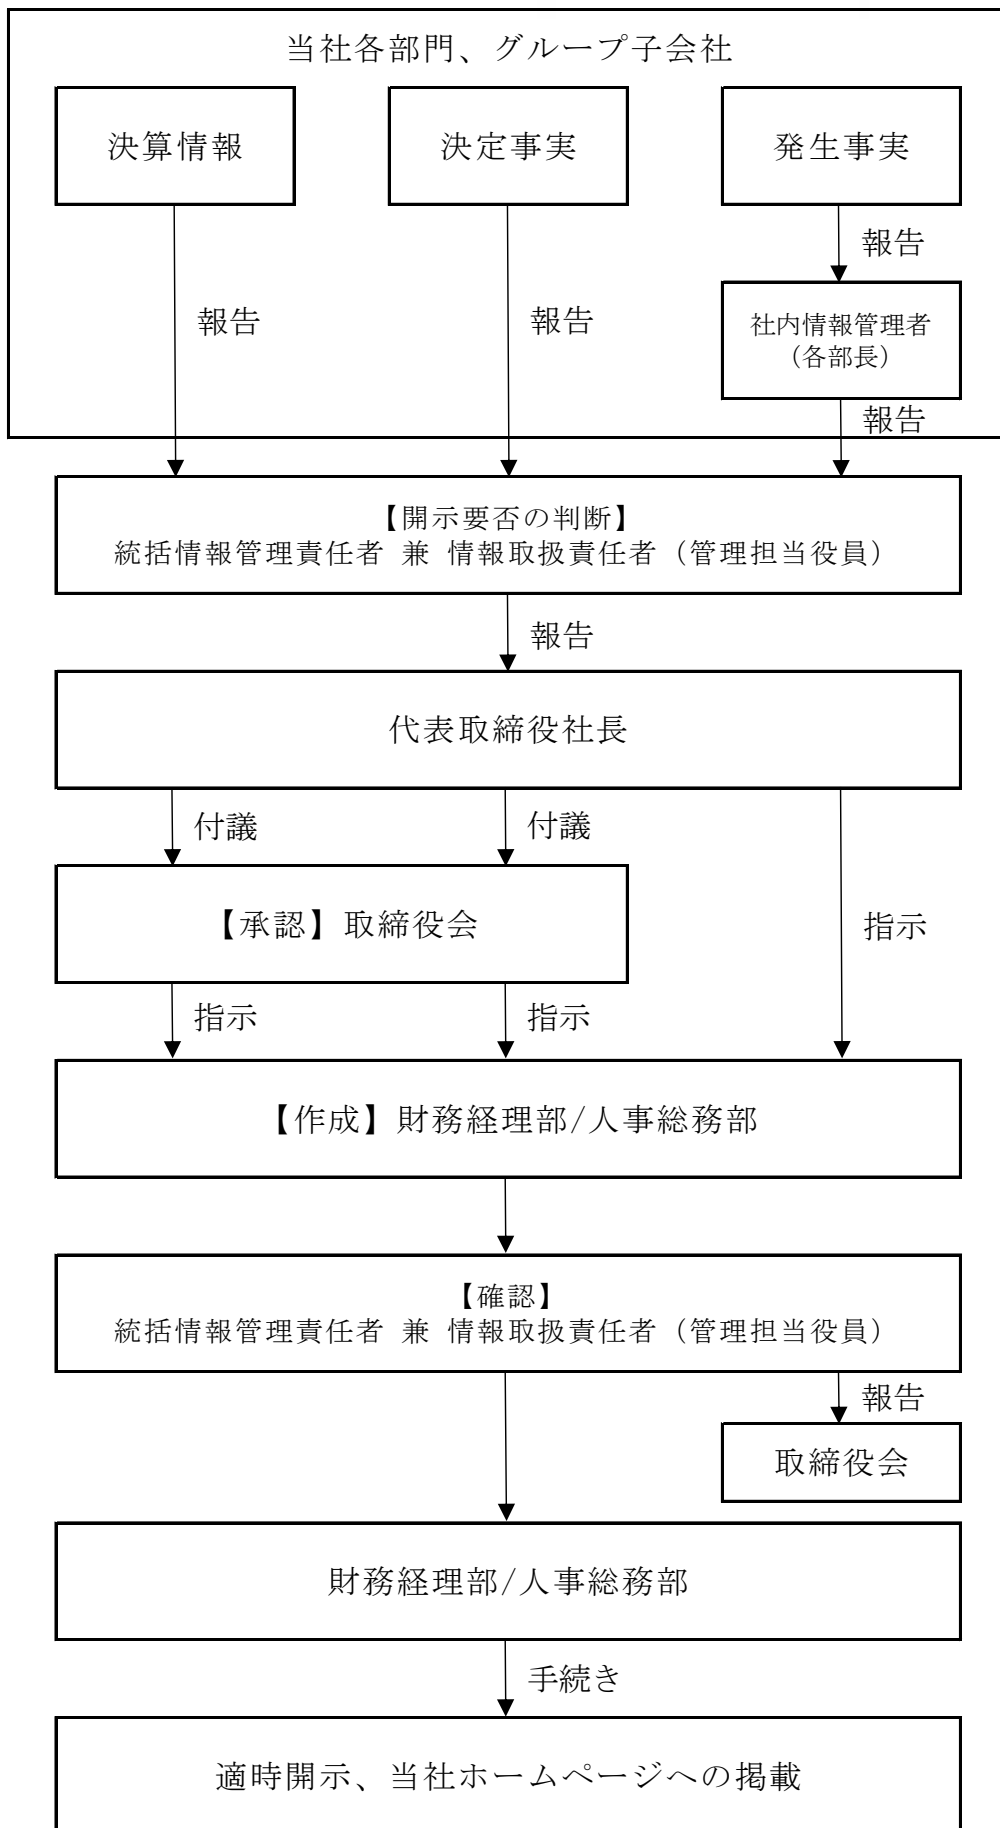 当社各部門、グループ子会社
決算情報
決定事実
発生事実
報告
報告
報告
社内情報管理者
（各部長）
報告
【開示要否の判断】
統括情報管理責任者 兼 情報取扱責任者（管理担当役員）
報告
代表取締役社長
付議
付議
【承認】取締役会
指示
指示
指示
【作成】財務経理部/人事総務部
【確認】
統括情報管理責任者 兼 情報取扱責任者（管理担当役員）
報告
取締役会
財務経理部/人事総務部
手続き
適時開示、当社ホームページへの掲載